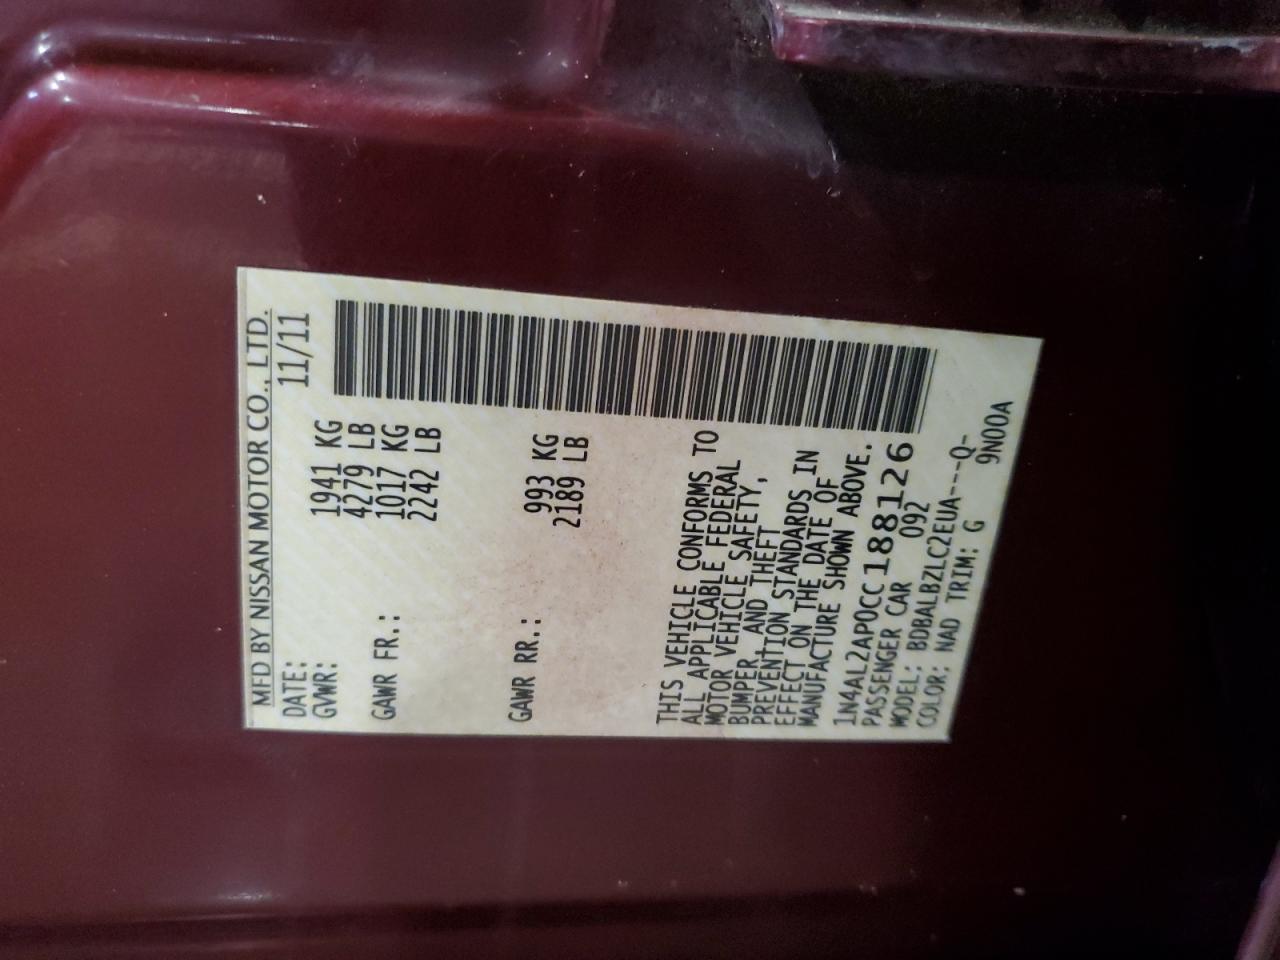 MFD BY NISSAN MOTOR CO., LTD.
DATE: 11/11
GVWR: 1941 KG
4279 LB
GAWR FR.: 1017 KG
2242 LB
GAWR RR.: 993 KG
2189 LB
THIS VEHICLE CONFORMS TO
ALL APPLICABLE FEDERAL
MOTOR VEHICLE SAFETY,
BUMPER, AND THEFT
PREVENTION STANDARDS IN
EFFECT ON THE DATE OF
MANUFACTURE SHOWN ABOVE.
1N4AL2AP0CC188126
PASSENGER CAR 092
MODEL: BDBALBZLC2EUA----Q-
COLOR: NAD TRIM: G 9N00A